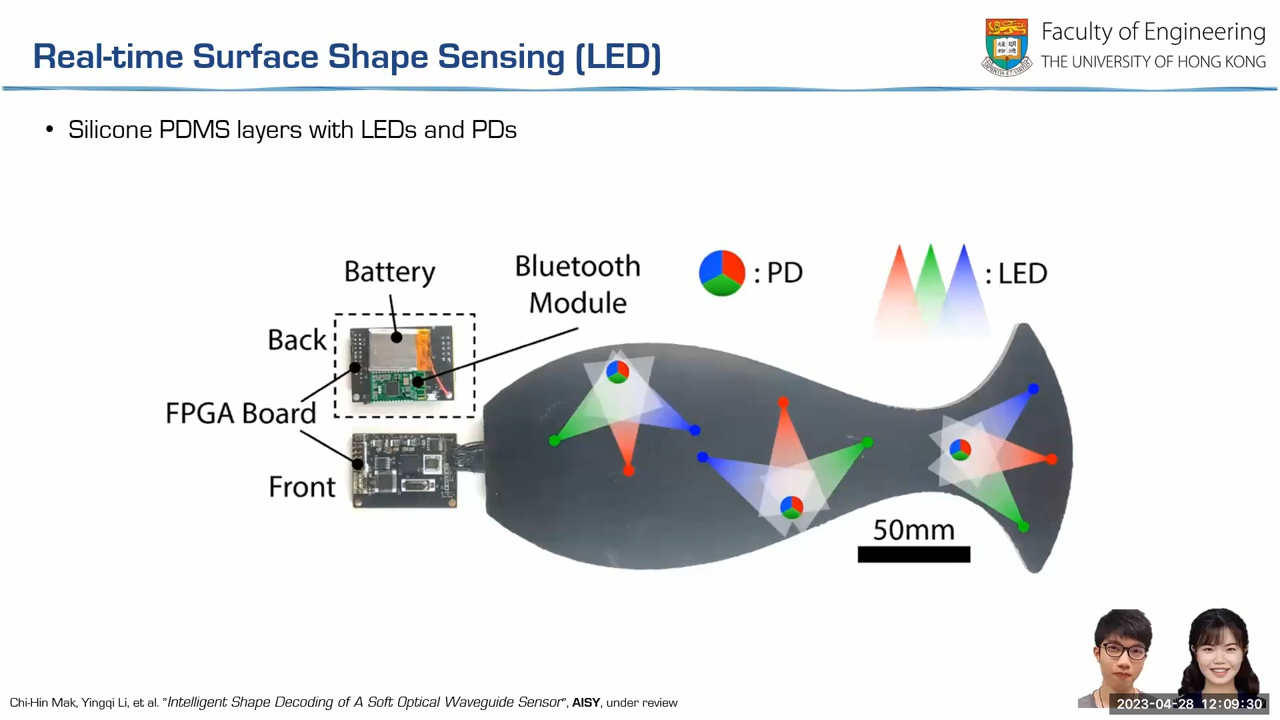 Real-time Surface Shape Sensing (LED)
Faculty of Engineering
THE UNIVERSITY OF HONG KONG
• Silicone PDMS layers with LEDs and PDs
Battery
Bluetooth
Module
: PD
: LED
Back
FPGA Board
Front
50mm
Chi-Hin Mak, Yingqi Li, et al. "Intelligent Shape Decoding of A Soft Optical Waveguide Sensor", AISY, under review
2023-04-28 12:09:30